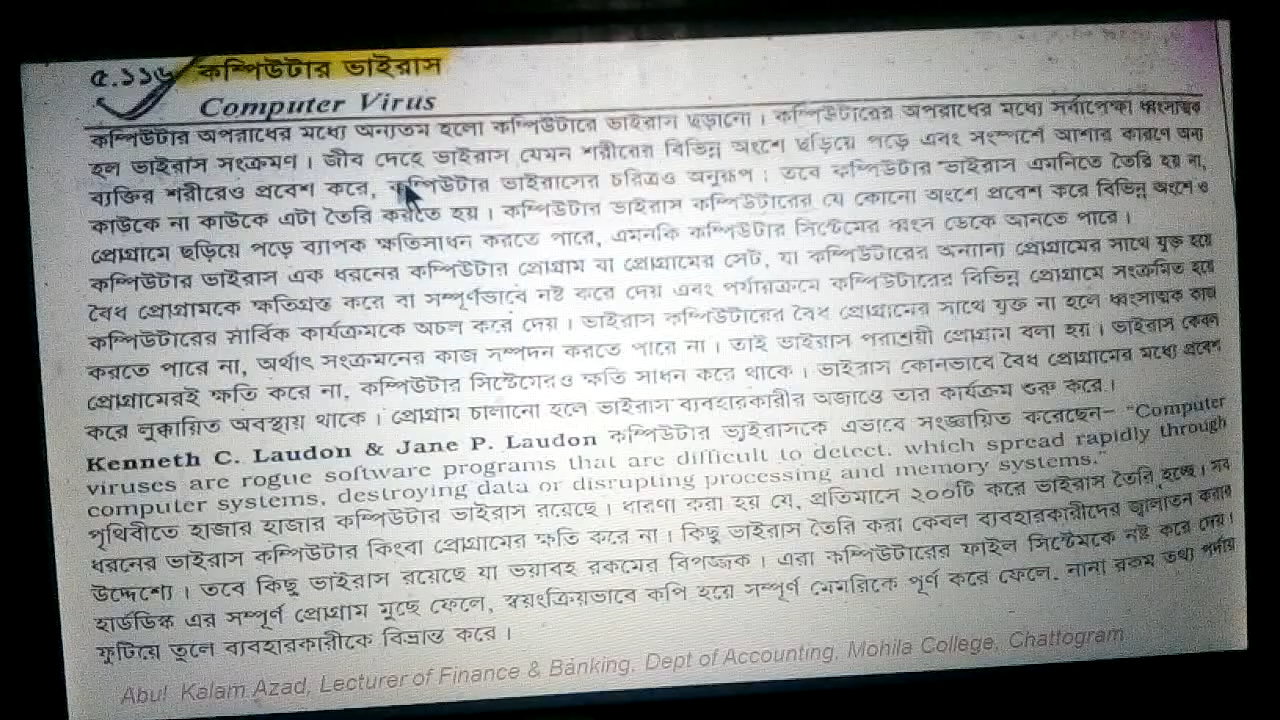 ৫.১১৬ কম্পিউটার ভাইরাস
Computer Virus
কম্পিউটার অপরাধের মধ্যে অন্যতম হলো কম্পিউটারে ভাইরাস ছড়ানো। কম্পিউটারের অপরাধের মধ্যে সর্বাপেক্ষা ধ্বংসাত্মক
হল ভাইরাস সংক্রমণ। জীব দেহে ভাইরাস যেমন শরীরের বিভিন্ন অংশে ছড়িয়ে পড়ে এবং সংস্পর্শে আশার কারণে অন্য
ব্যক্তির শরীরেও প্রবেশ করে, কম্পিউটার ভাইরাসের চরিত্রও অনুরূপ। তবে কম্পিউটার ভাইরাস এমনিতে তৈরি হয় না,
কাউকে না কাউকে এটা তৈরি করতে হয়। কম্পিউটার ভাইরাস কম্পিউটারের যে কোনো অংশে প্রবেশ করে বিভিন্ন অংশে ও
প্রোগ্রামে ছড়িয়ে পড়ে ব্যাপক ক্ষতিসাধন করতে পারে, এমনকি কম্পিউটার সিস্টেমের ধ্বংস ডেকে আনতে পারে।
কম্পিউটার ভাইরাস এক ধরনের কম্পিউটার প্রোগ্রাম বা প্রোগ্রামের সেট, যা কম্পিউটারের অন্যান্য প্রোগ্রামের সাথে যুক্ত হয়ে
বৈধ প্রোগ্রামকে ক্ষতিগ্রস্ত করে বা সম্পূর্ণভাবে নষ্ট করে দেয় এবং পর্যায়ক্রমে কম্পিউটারের বিভিন্ন প্রোগ্রামে সংক্রমিত হয়ে
কম্পিউটারের সার্বিক কার্যক্রমকে অচল করে দেয়। ভাইরাস কম্পিউটারের বৈধ প্রোগ্রামের সাথে যুক্ত না হলে ধ্বংসাত্মক কাজ
করতে পারে না, অর্থাৎ সংক্রমনের কাজ সম্পদন করতে পারে না। তাই ভাইরাস পরাশ্রয়ী প্রোগ্রাম বলা হয়। ভাইরাস কেবল
প্রোগ্রামেরই ক্ষতি করে না, কম্পিউটার সিস্টেমেরও ক্ষতি সাধন করে থাকে। ভাইরাস কোনভাবে বৈধ প্রোগ্রামের মধ্যে প্রবেশ
করে লুকায়িত অবস্থায় থাকে। প্রোগ্রাম চালানো হলে ভাইরাস ব্যবহারকারীর অজান্তে তার কার্যক্রম শুরু করে।
Kenneth C. Laudon & Jane P. Laudon কম্পিউটার ভাইরাসকে এভাবে সংজ্ঞায়িত করেছেন– "Computer
viruses are rogue software programs that are difficult to detect. which spread rapidly through
computer systems, destroying data or disrupting processing and memory systems."
পৃথিবীতে হাজার হাজার কম্পিউটার ভাইরাস রয়েছে। ধারণা করা হয় যে, প্রতিমাসে ২০০টি করে ভাইরাস তৈরি হচ্ছে। সব
ধরনের ভাইরাস কম্পিউটার কিংবা প্রোগ্রামের ক্ষতি করে না। কিছু ভাইরাস তৈরি করা কেবল ব্যবহারকারীদের জ্বালাতন করার
উদ্দেশ্যে। তবে কিছু ভাইরাস রয়েছে যা ভয়াবহ রকমের বিপজ্জক। এরা কম্পিউটারের ফাইল সিস্টেমকে নষ্ট করে দেয়।
হার্ডডিস্ক এর সম্পূর্ণ প্রোগ্রাম মুছে ফেলে, স্বয়ংক্রিয়ভাবে কপি হয়ে সম্পূর্ণ মেমরিকে পূর্ণ করে ফেলে. নানা রকম তথ্য পর্দায়
ফুটিয়ে তুলে ব্যবহারকারীকে বিভ্রান্ত করে।
Abul Kalam Azad, Lecturer of Finance & Banking, Dept of Accounting, Mohila College, Chattogram